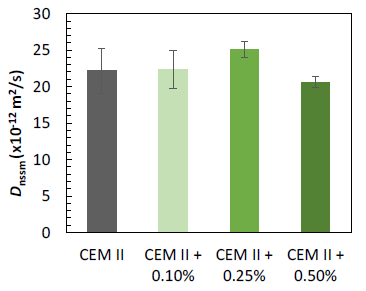 30
25
20
15
10
5
0
Dnssm (x10-12 m2/s)
CEM II
CEM II + 0.10%
CEM II + 0.25%
CEM II + 0.50%